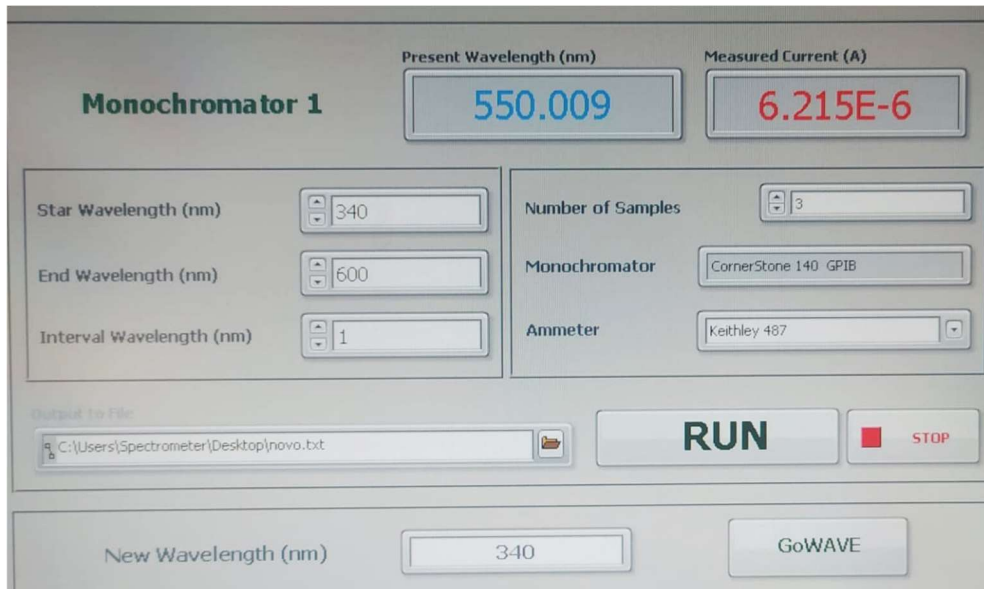 Present Wavelength (nm)
Measured Current (A)
Monochromator 1
550.009
6.215E-6
Star Wavelength (nm)
340
End Wavelength (nm)
600
Interval Wavelength (nm)
1
Number of Samples
3
Monochromator
CornerStone 140 GPIB
Ammeter
Keithley 487
Output to File
C:\Users\Spectrometer\Desktop\novo.txt
RUN
STOP
New Wavelength (nm)
340
GoWAVE